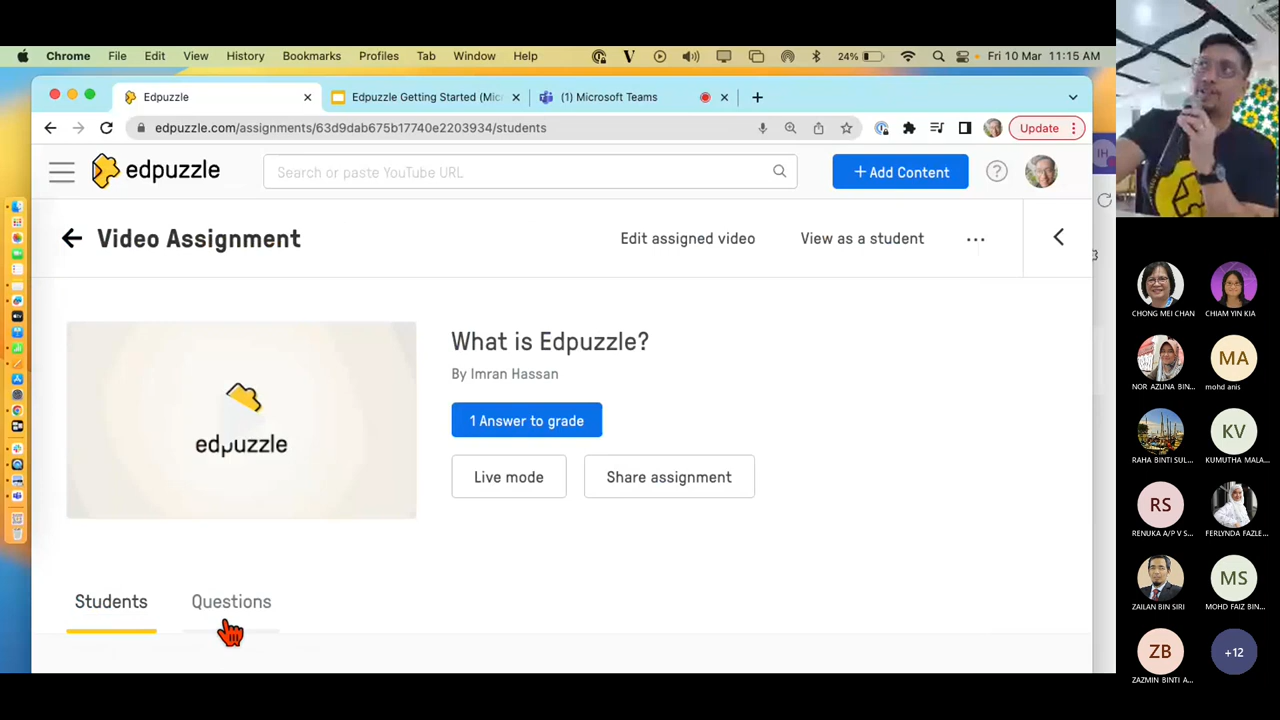 Chrome File Edit View History Bookmarks Profiles Tab Window Help V 24% Fri 10 Mar 11:15 AM
Edpuzzle
Edpuzzle Getting Started (Mic
(1) Microsoft Teams
edpuzzle.com/assignments/63d9dab675b17740e2203934/students
Update
edpuzzle
Search or paste YouTube URL
+ Add Content
?
IH
Video Assignment
Edit assigned video
View as a student
...
edpuzzle
What is Edpuzzle?
By Imran Hassan
1 Answer to grade
Live mode
Share assignment
Students
Questions
CHONG MEI CHAN
CHIAM YIN KIA
NOR AZLINA BIN...
MA
mohd anis
RAHA BINTI SUL...
KV
KUMUTHA MALA...
RS
RENUKA A/P V S...
FERLYNDA FAZLE...
ZAILAN BIN SIRI
MS
MOHD FAIZ BIN...
ZB
ZAZMIN BINTI A...
+12